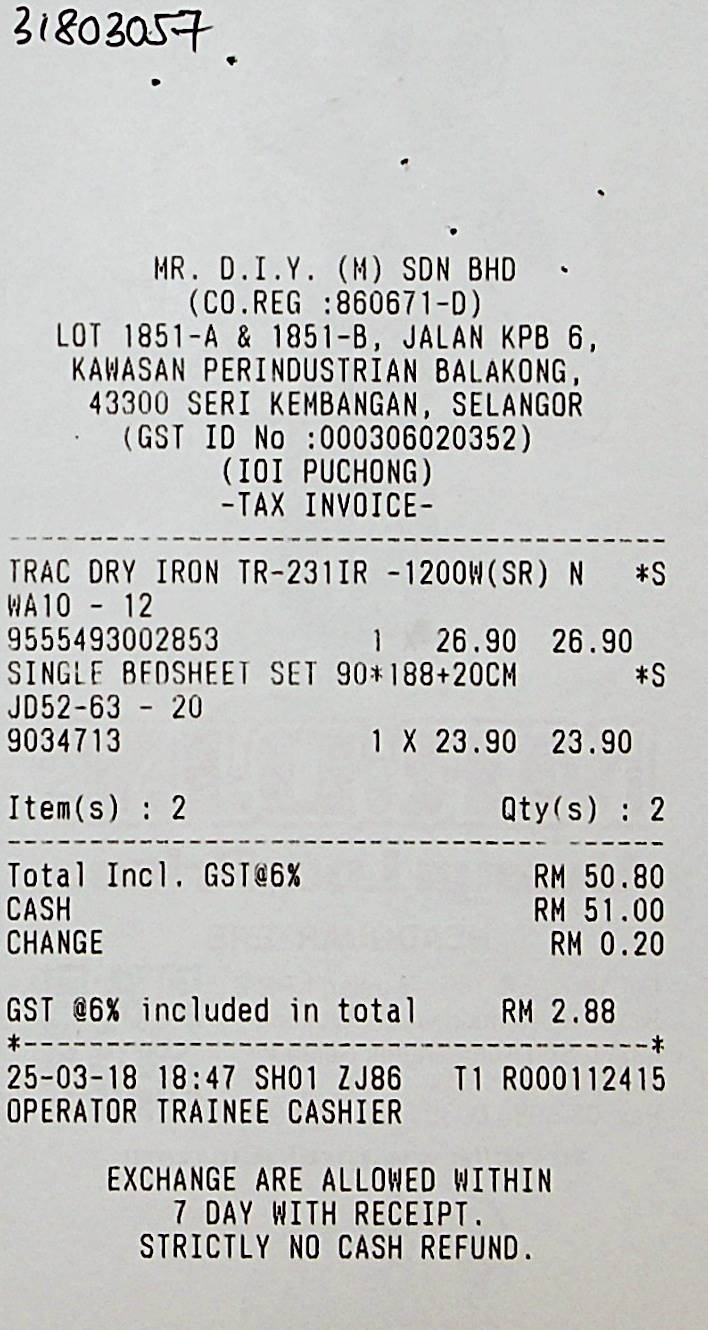 31803057
MR. D.I.Y. (M) SDN BHD
(CO.REG :860671-D)
LOT 1851-A & 1851-B, JALAN KPB 6,
KAWASAN PERINDUSTRIAN BALAKONG,
43300 SERI KEMBANGAN, SELANGOR
(GST ID No :000306020352)
(IOI PUCHONG)
-TAX INVOICE-
TRAC DRY IRON TR-231IR -1200W(SR) N *S
WA10 - 12
9555493002853 1 X 26.90 26.90
SINGLE BEDSHEET SET 90*188+20CM *S
JD52-63 - 20
9034713 1 X 23.90 23.90
Item(s) : 2 Qty(s) : 2
Total Incl. GST@6% RM 50.80
CASH RM 51.00
CHANGE RM 0.20
GST @6% included in total RM 2.88
*--------------------------------------*
25-03-18 18:47 SH01 ZJ86 T1 R000112415
OPERATOR TRAINEE CASHIER
EXCHANGE ARE ALLOWED WITHIN
7 DAY WITH RECEIPT.
STRICTLY NO CASH REFUND.